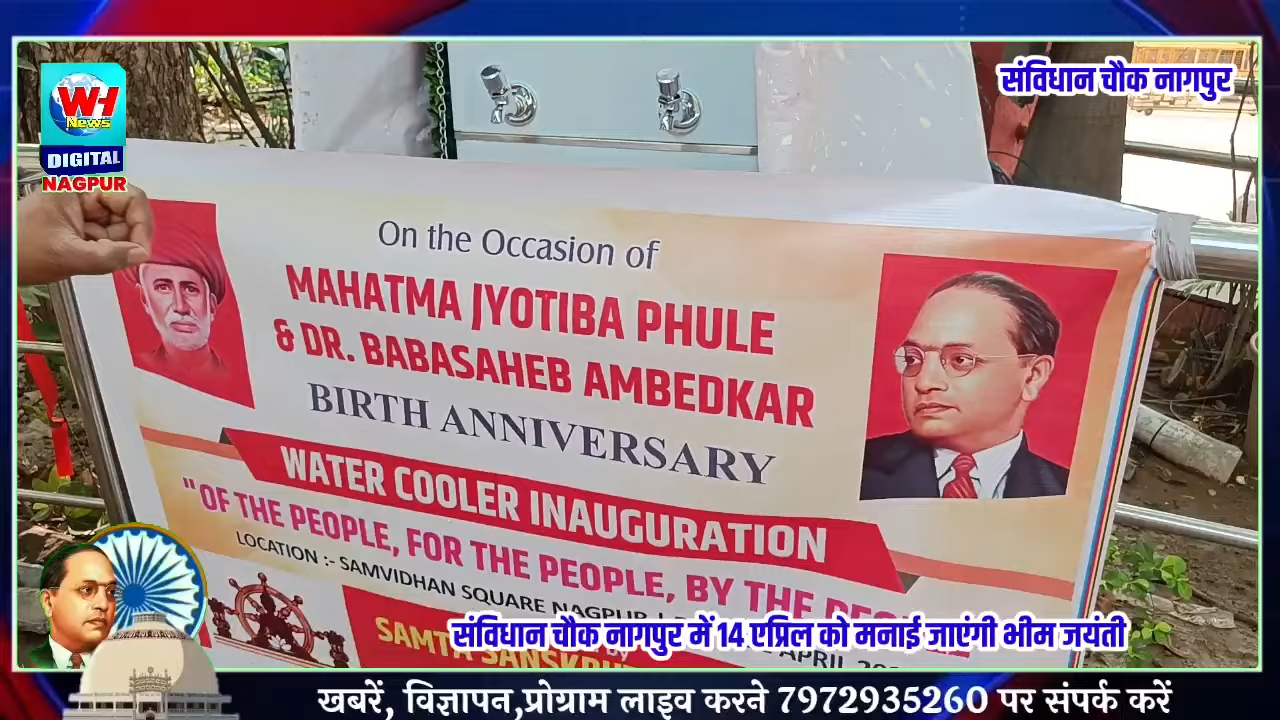 संविधान चौक नागपुर
WH
News
DIGITAL
NAGPUR
On the Occasion of
MAHATMA JYOTIBA PHULE
& DR. BABASAHEB AMBEDKAR
BIRTH ANNIVERSARY
WATER COOLER INAUGURATION
"OF THE PEOPLE, FOR THE PEOPLE, BY THE
LOCATION :- SAMVIDHAN SQUARE NAGPUR
APRIL
संविधान चौक नागपुर में 14 एप्रिल को मनाई जाएंगी भीम जयंती
खबरें, विज्ञापन,प्रोग्राम लाइव करने 7972935260 पर संपर्क करें